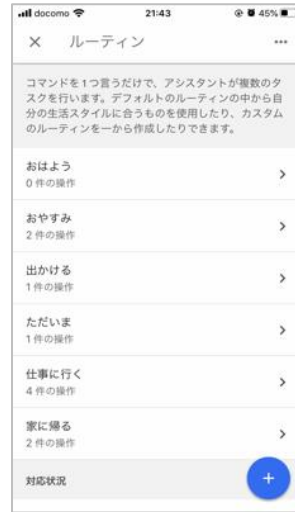 docomo 21:43 45%
ルーティン
コマンドを1つ言うだけで、アシスタントが複数のタ
スクを行います。デフォルトのルーティンの中から自
分の生活スタイルに合うものを使用したり、カスタム
のルーティンを一から作成したりできます。
おはよう
0 件の操作
おやすみ
2 件の操作
出かける
1 件の操作
ただいま
1 件の操作
仕事に行く
4 件の操作
家に帰る
2 件の操作
対応状況